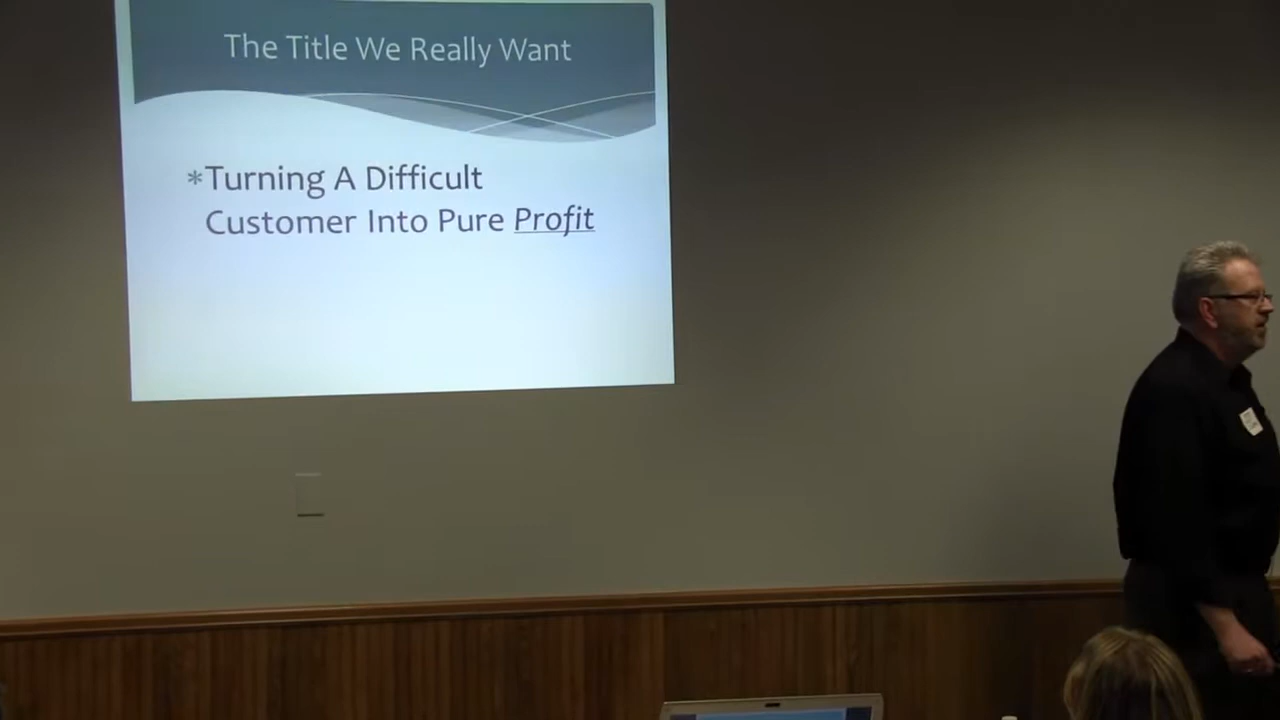 The Title We Really Want
*Turning A Difficult
Customer Into Pure Profit